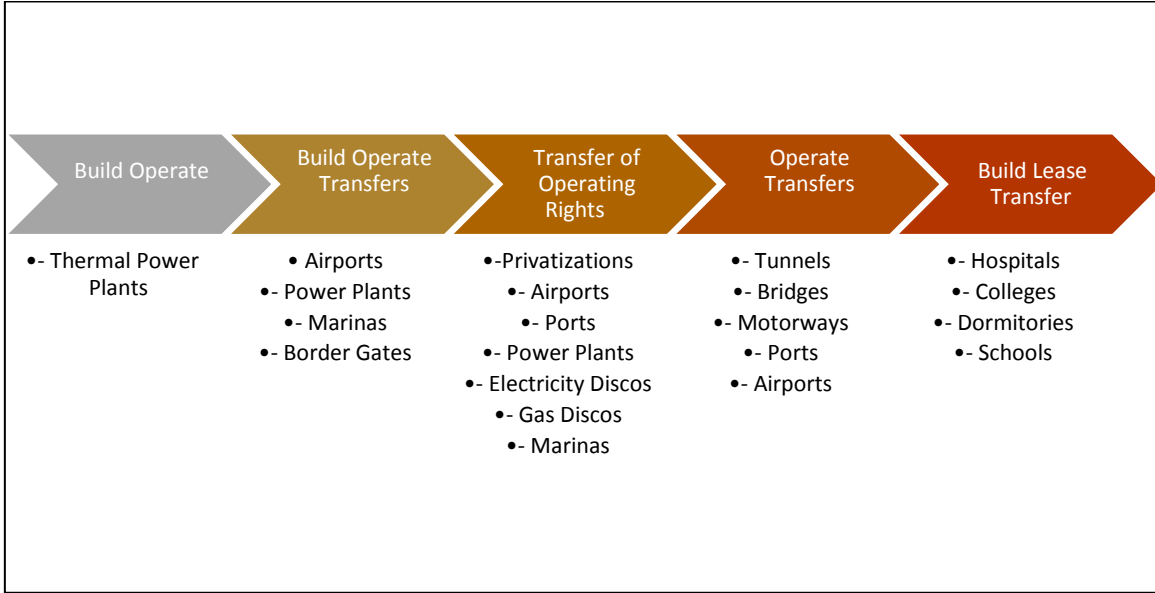 Build Operate
•- Thermal Power
Plants
Build Operate
Transfers
• Airports
•- Power Plants
•- Marinas
•- Border Gates
Transfer of
Operating
Rights
•-Privatizations
•- Airports
•- Ports
•- Power Plants
•- Electricity Discos
•- Gas Discos
•- Marinas
Operate
Transfers
•- Tunnels
•- Bridges
•- Motorways
•- Ports
•- Airports
Build Lease
Transfer
•- Hospitals
•- Colleges
•- Dormitories
•- Schools